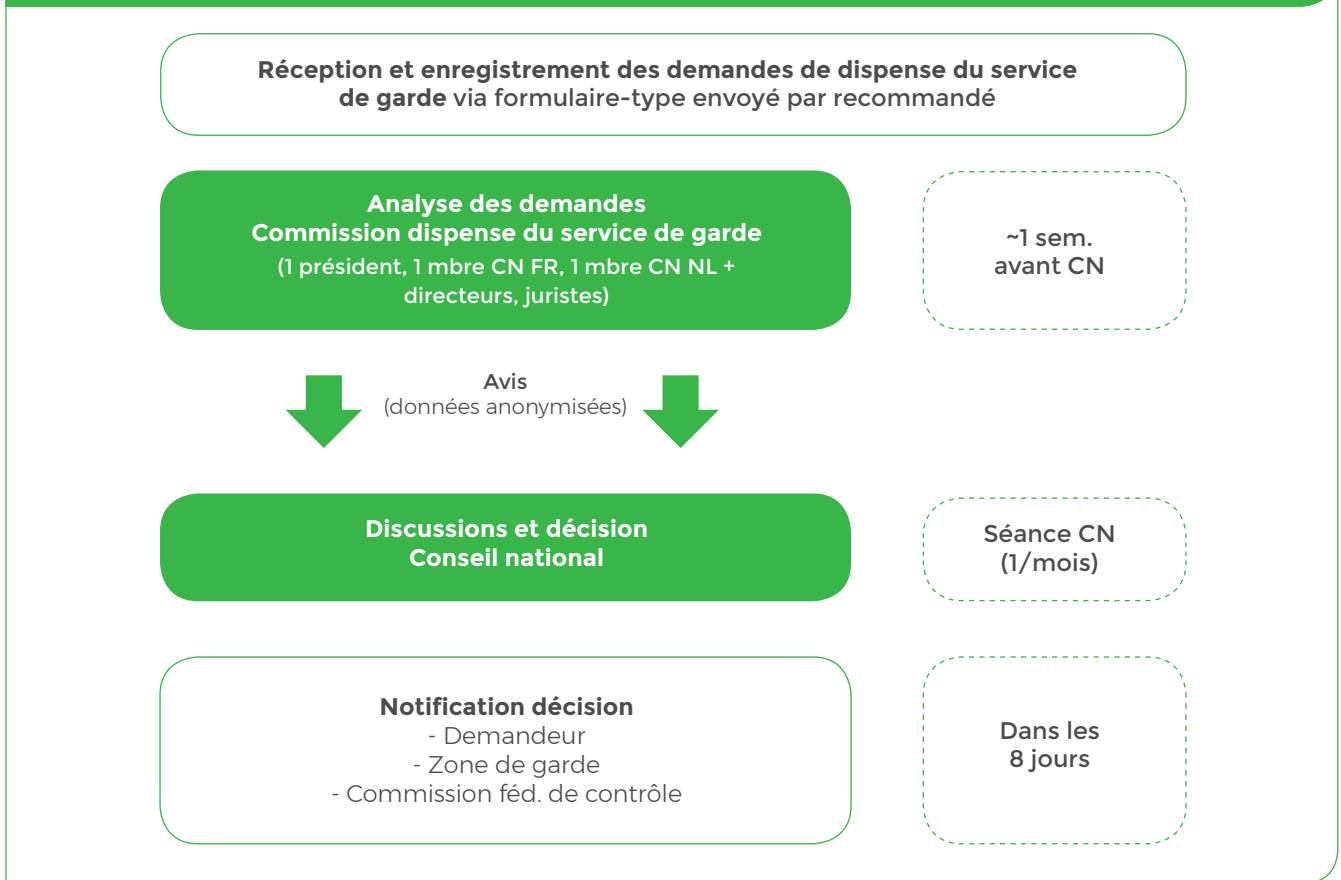 Réception et enregistrement des demandes de dispense du service
de garde via formulaire-type envoyé par recommandé
Analyse des demandes
Commission dispense du service de garde
(1 président, 1 mbre CN FR, 1 mbre CN NL +
directeurs, juristes)
~1 sem.
avant CN
Avis
(données anonymisées)
Discussions et décision
Conseil national
Séance CN
(1/mois)
Notification décision
- Demandeur
- Zone de garde
- Commission féd. de contrôle
Dans les
8 jours